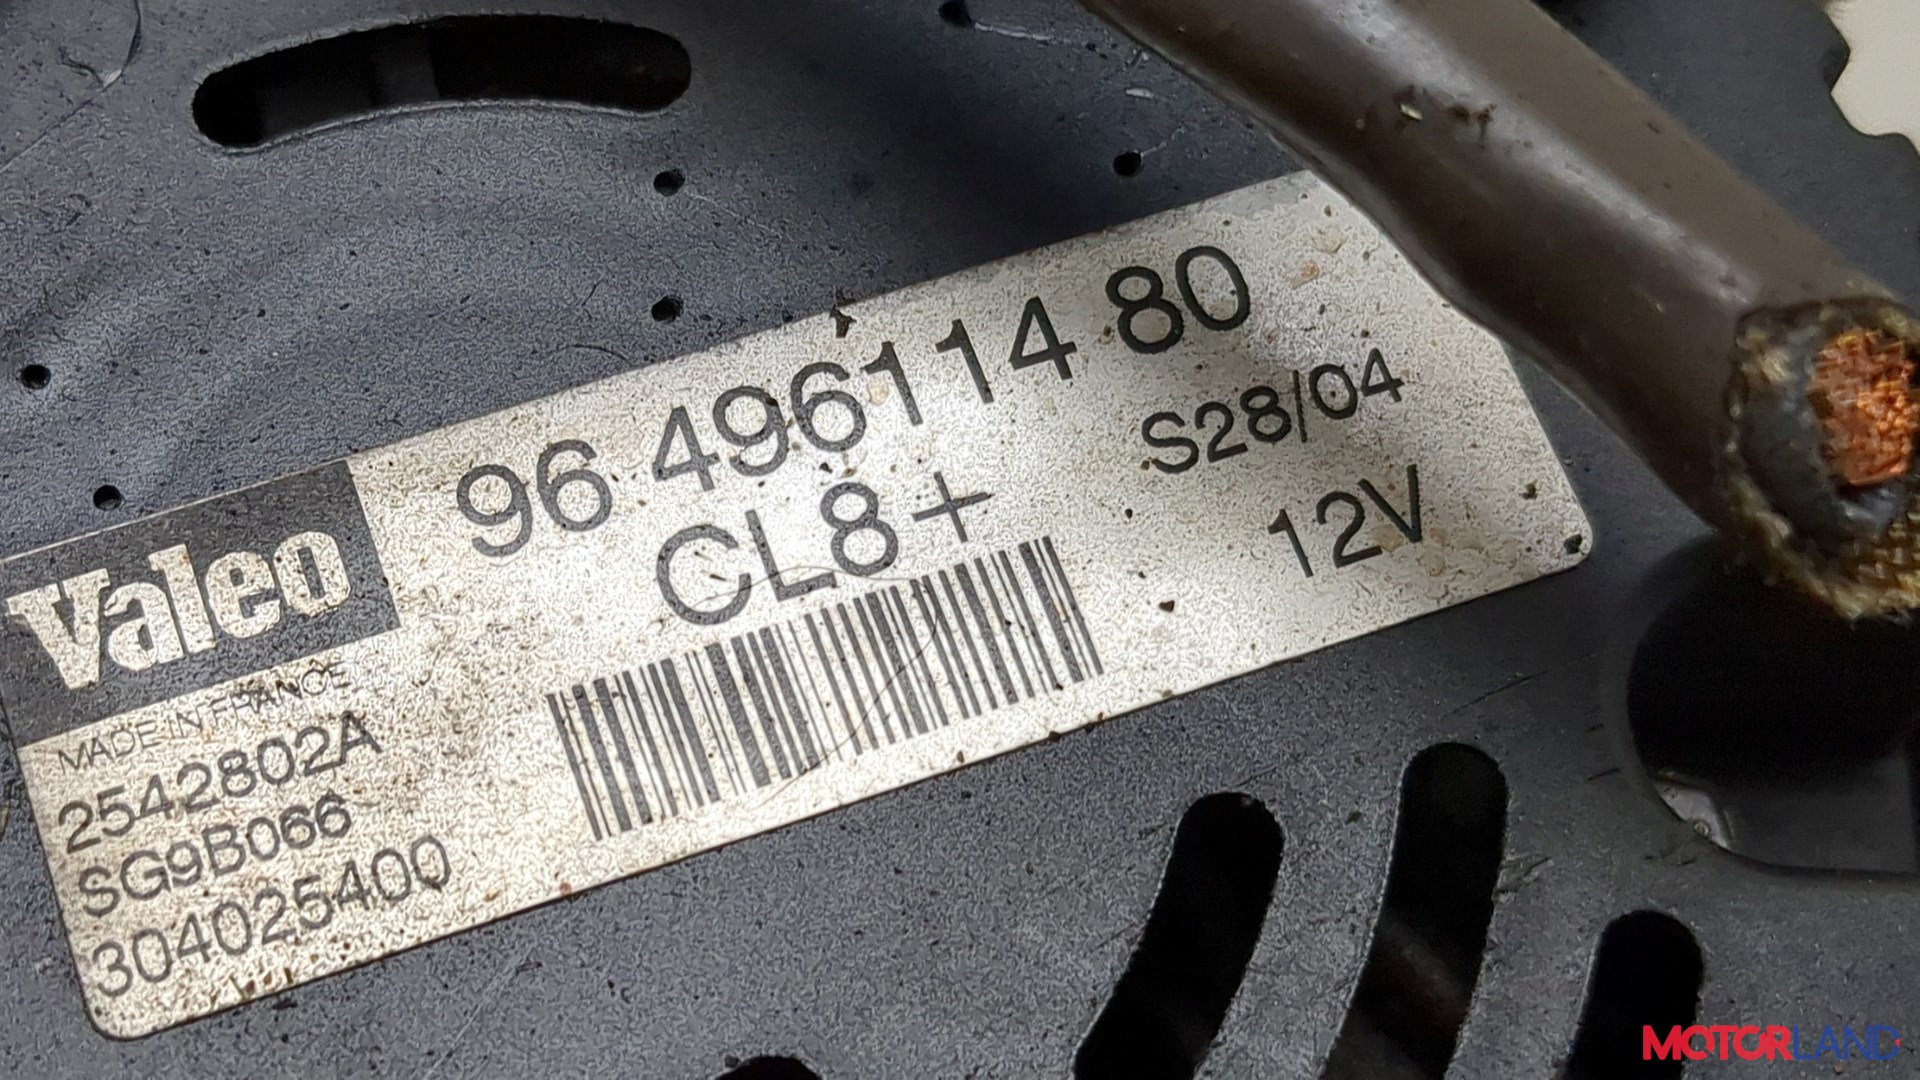 96 496114 80
CL8+
S28/04
12V
Valeo
MADE IN FRANCE
2542802A
SG9B066
304025400
MOTORLAND